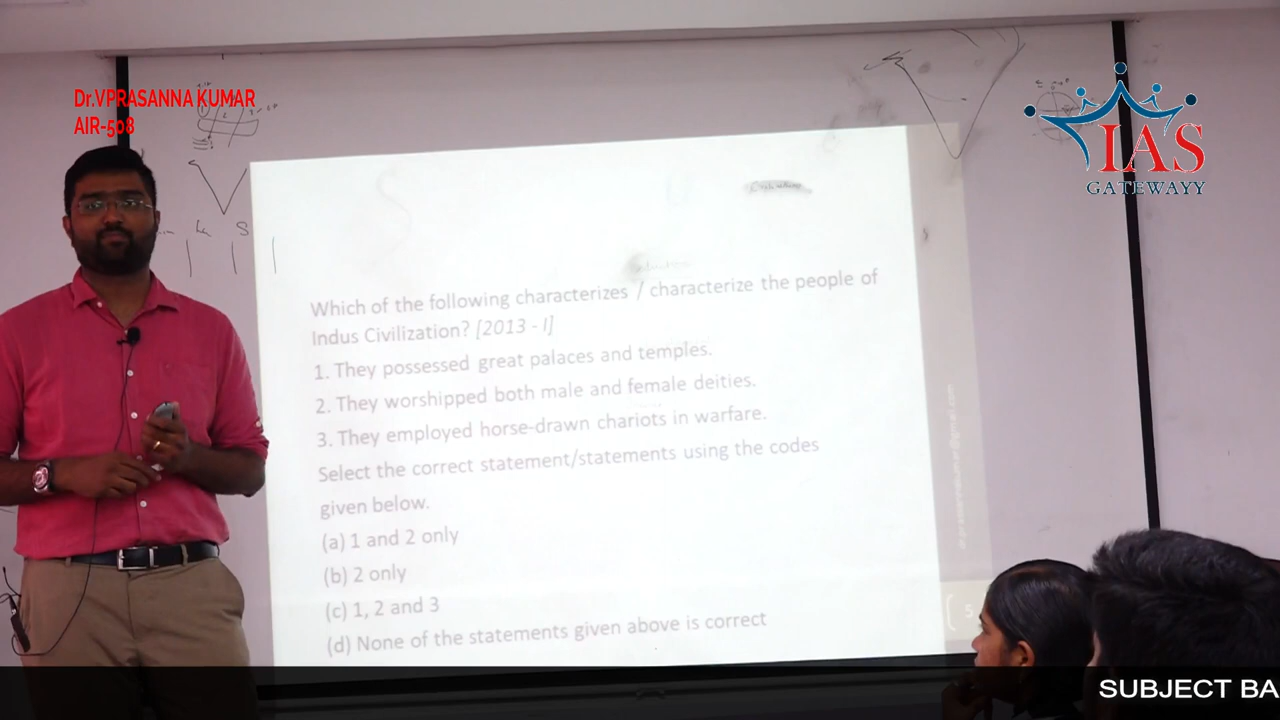 Dr.VPRASANNA KUMAR
AIR-508
IAS
GATEWAYY
Which of the following characterizes / characterize the people of
Indus Civilization? [2013 - I]
1. They possessed great palaces and temples.
2. They worshipped both male and female deities.
3. They employed horse-drawn chariots in warfare.
Select the correct statement/statements using the codes
given below.
(a) 1 and 2 only
(b) 2 only
(c) 1, 2 and 3
(d) None of the statements given above is correct
5
SUBJECT BA